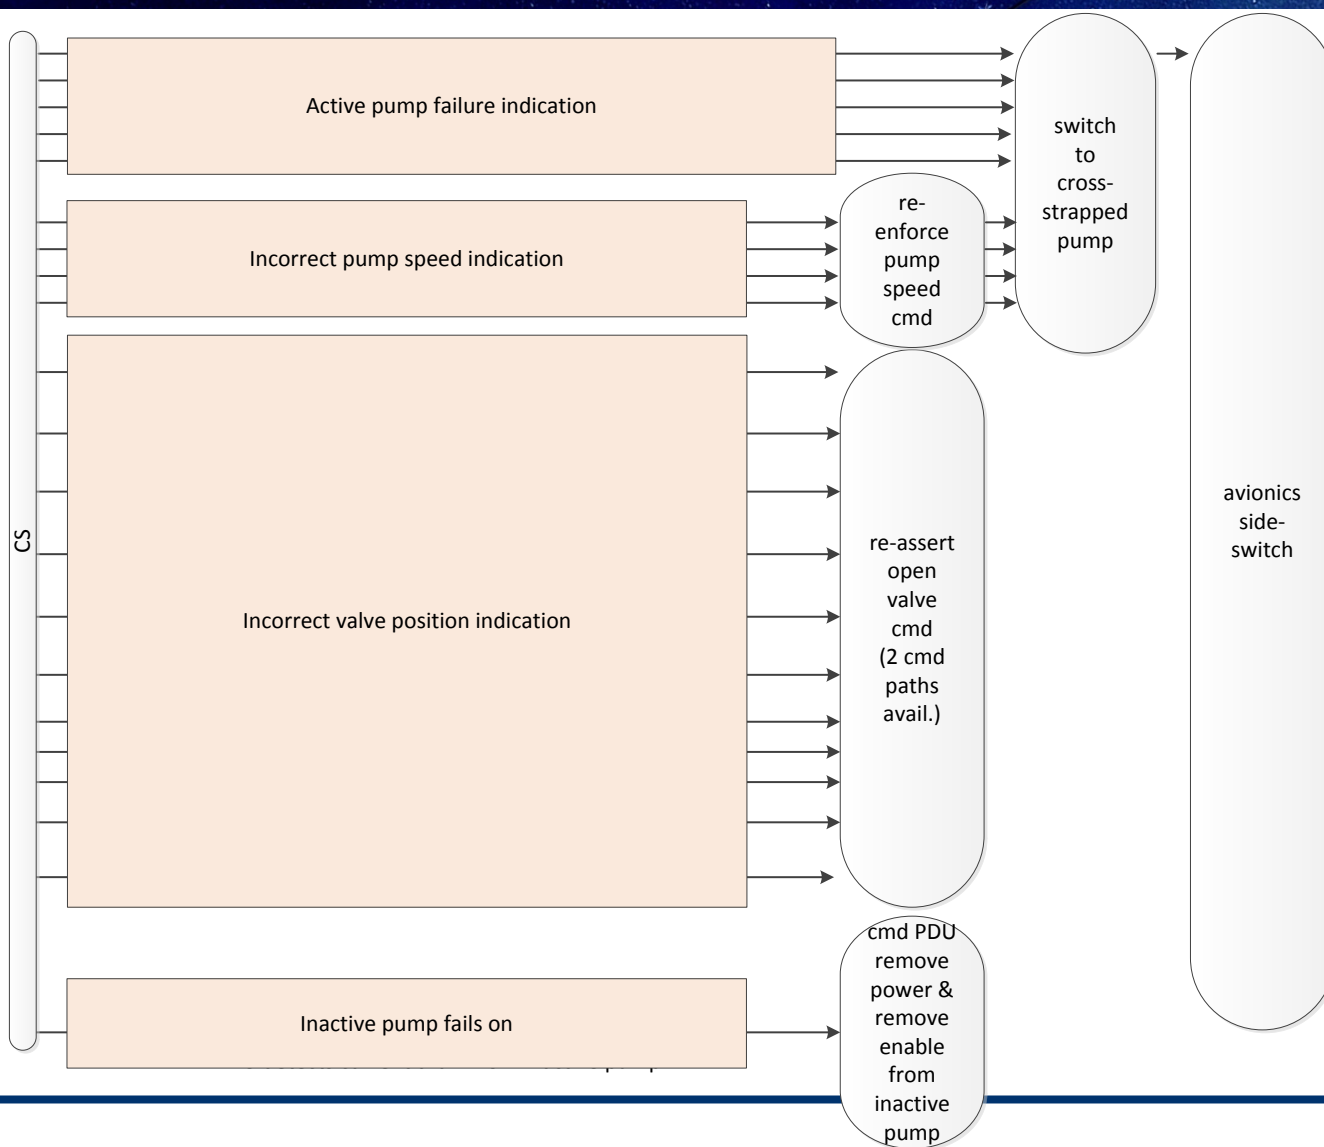 CS
Active pump failure indication
switch
to
cross-
strapped
pump
Incorrect pump speed indication
re-
enforce
pump
speed
cmd
Incorrect valve position indication
re-assert
open
valve
cmd
(2 cmd
paths
avail.)
avionics
side-
switch
Inactive pump fails on
cmd PDU
remove
power &
remove
enable
from
inactive
pump